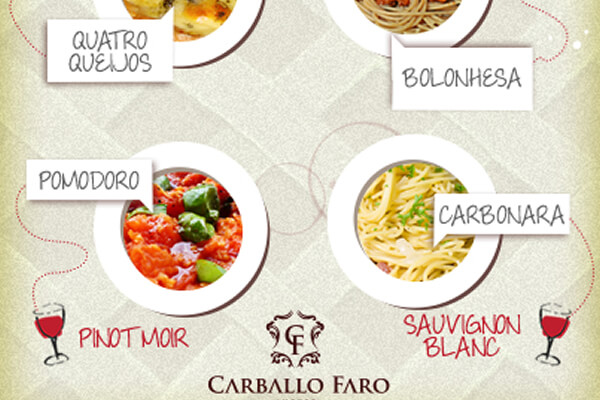 QUATRO
QUEIJOS
BOLONHESA
POMODORO
CARBONARA
PINOT MOIR
SAUVIGNON
BLANC
CF
CARBALLO FARO